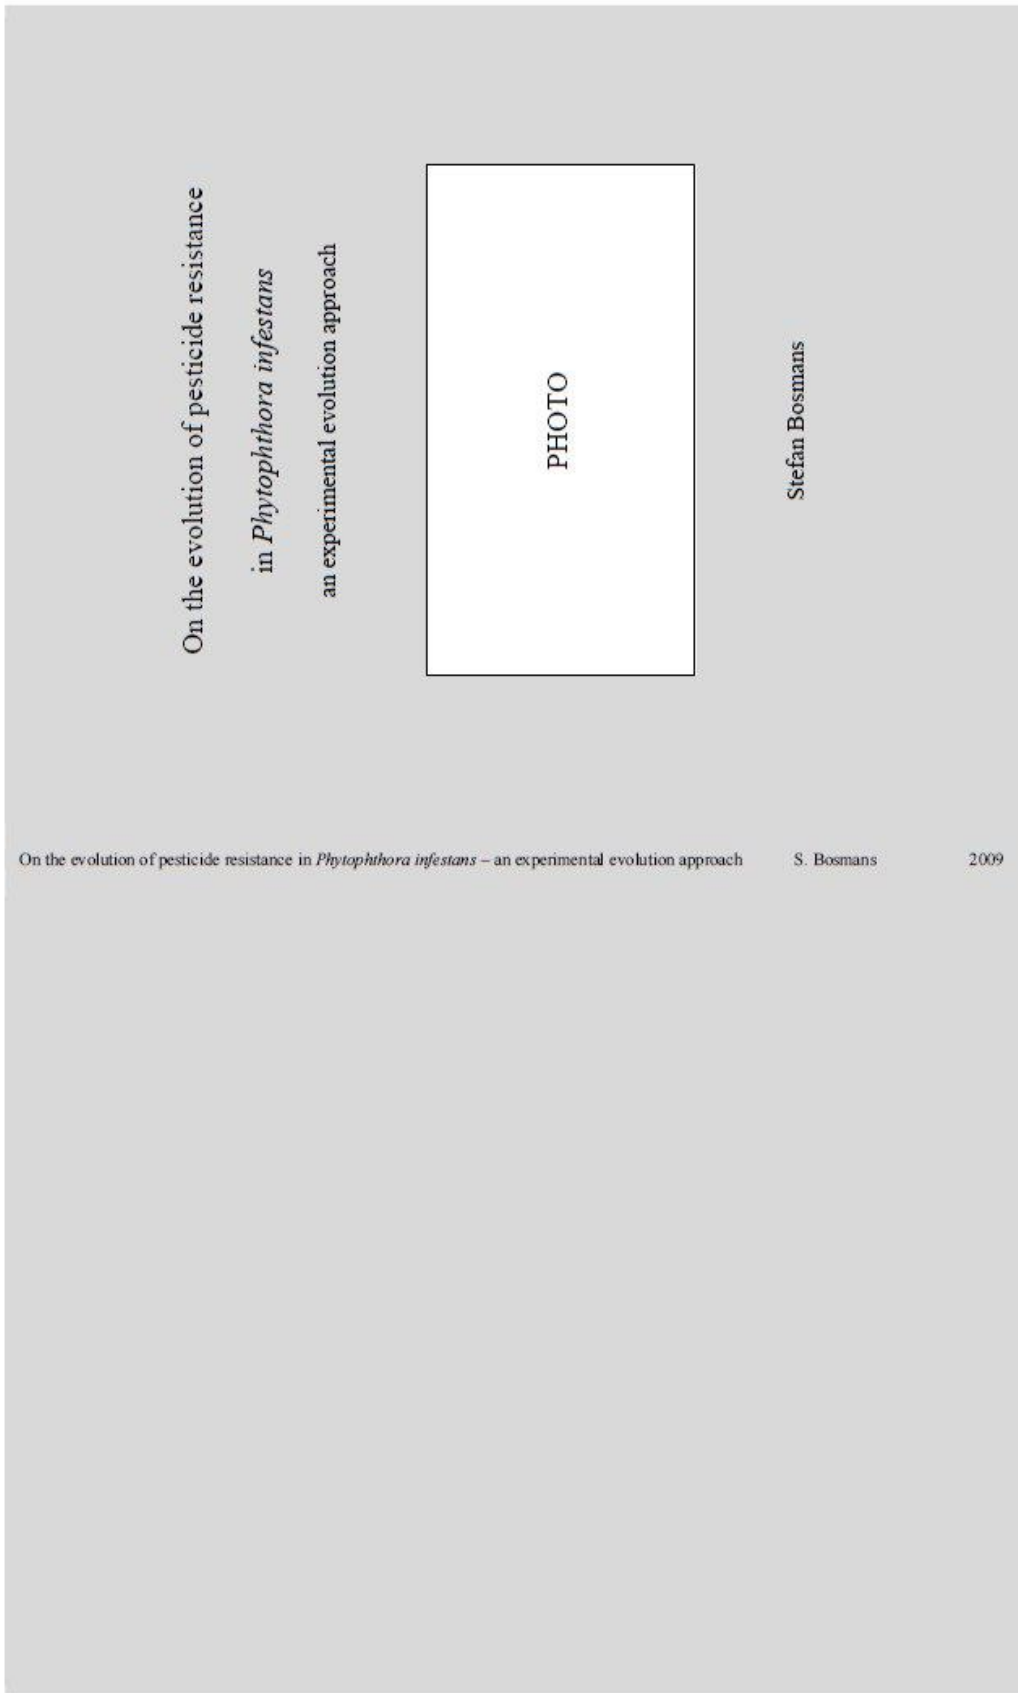 On the evolution of pesticide resistance
in Phytophthora infestans
an experimental evolution approach
PHOTO
Stefan Bosmans
On the evolution of pesticide resistance in Phytophthora infestans – an experimental evolution approach S. Bosmans 2009